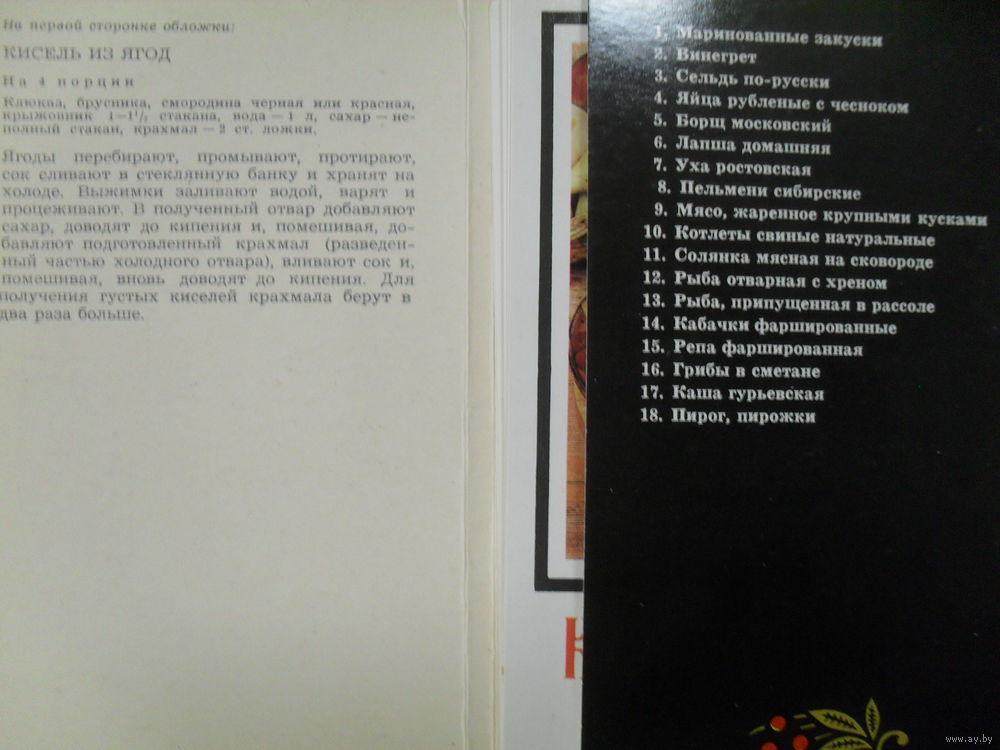 На первой сторонке обложки:
КИСЕЛЬ ИЗ ЯГОД
На 4 порции
Клюква, брусника, смородина черная или красная,
крыжовник 1—1½ стакана, вода — 1 л, сахар — не-
полный стакан, крахмал — 2 ст. ложки.
Ягоды перебирают, промывают, протирают,
сок сливают в стеклянную банку и хранят на
холоде. Выжимки заливают водой, варят и
процеживают. В полученный отвар добавляют
сахар, доводят до кипения и, помешивая, до-
бавляют подготовленный крахмал (разведен-
ный частью холодного отвара), вливают сок и,
помешивая, вновь доводят до кипения. Для
получения густых киселей крахмала берут в
два раза больше.
1. Маринованные закуски
2. Винегрет
3. Сельдь по-русски
4. Яйца рубленые с чесноком
5. Борщ московский
6. Лапша домашняя
7. Уха ростовская
8. Пельмени сибирские
9. Мясо, жаренное крупными кусками
10. Котлеты свиные натуральные
11. Солянка мясная на сковороде
12. Рыба отварная с хреном
13. Рыба, припущенная в рассоле
14. Кабачки фаршированные
15. Репа фаршированная
16. Грибы в сметане
17. Каша гурьевская
18. Пирог, пирожки
www.ay.by